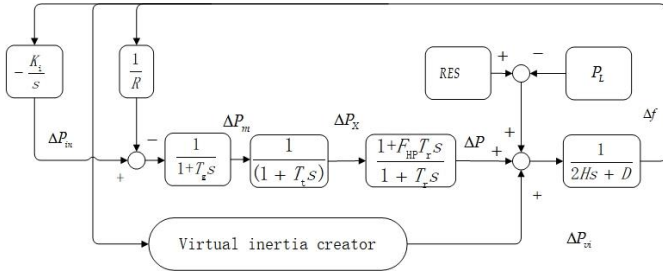 - K_i / s
1 / R
RES
+
−
P_L
ΔP_in
ΔP_m
ΔP_X
ΔP
Δf
−
+
1 / 1+T_g s
1 / (1 + T_t s)
1+F_HP T_r s / 1 + T_r s
+
+
+
1 / 2Hs + D
Virtual inertia creator
ΔP_vi